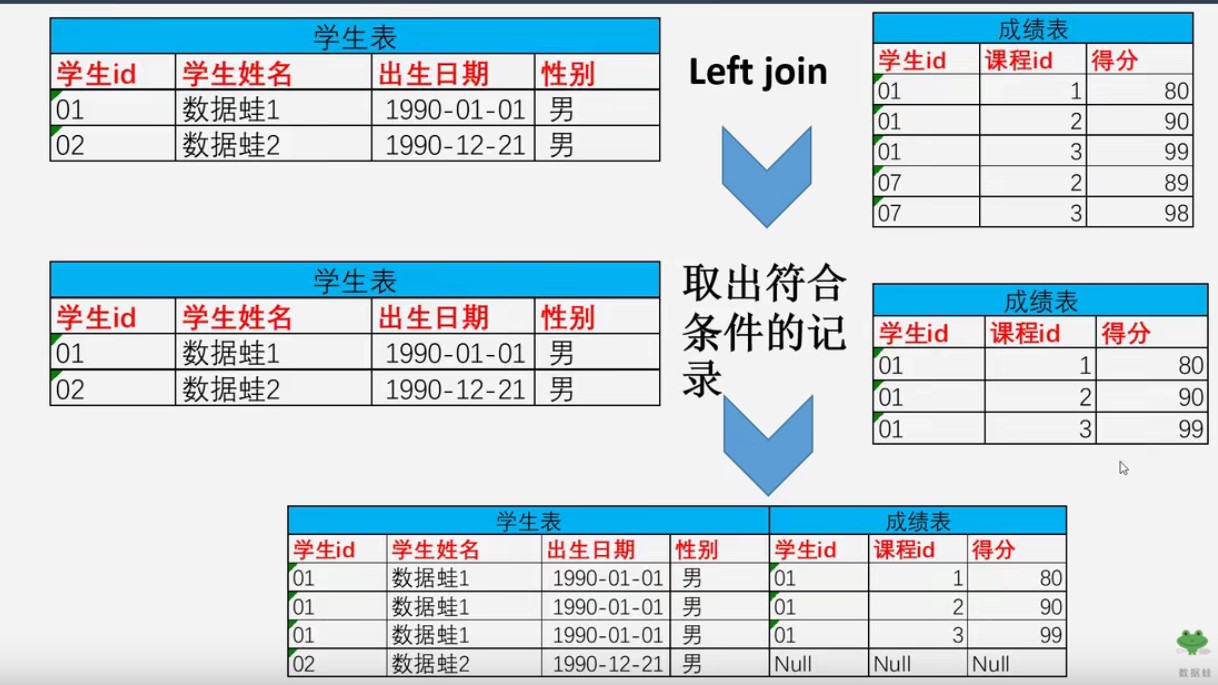 学生表
学生id 学生姓名 出生日期 性别
01 数据蛙1 1990-01-01 男
02 数据蛙2 1990-12-21 男
Left join
成绩表
学生id 课程id 得分
01 1 80
01 2 90
01 3 99
07 2 89
07 3 98
学生表
学生id 学生姓名 出生日期 性别
01 数据蛙1 1990-01-01 男
02 数据蛙2 1990-12-21 男
取出符合
条件的记
录
成绩表
学生id 课程id 得分
01 1 80
01 2 90
01 3 99
学生表 成绩表
学生id 学生姓名 出生日期 性别 学生id 课程id 得分
01 数据蛙1 1990-01-01 男 01 1 80
01 数据蛙1 1990-01-01 男 01 2 90
01 数据蛙1 1990-01-01 男 01 3 99
02 数据蛙2 1990-12-21 男 Null Null Null
数据蛙